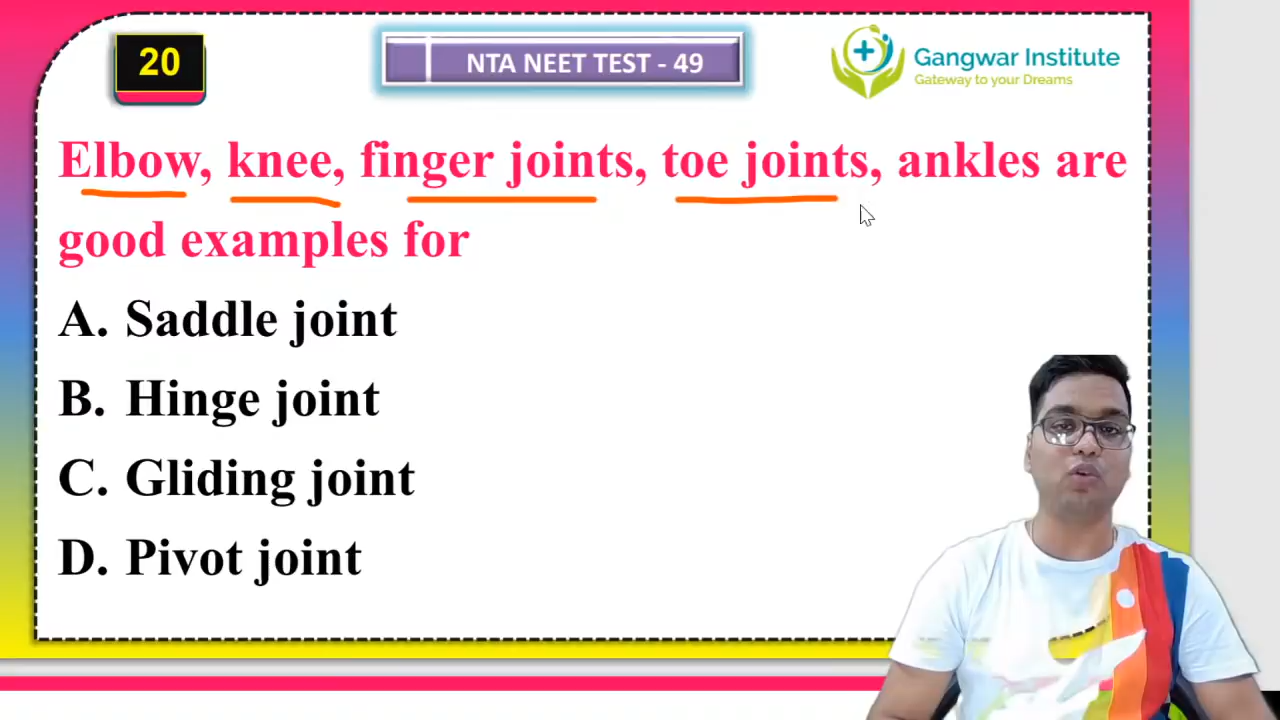 20
NTA NEET TEST - 49
Gangwar Institute
Gateway to your Dreams
Elbow, knee, finger joints, toe joints, ankles are
good examples for
A. Saddle joint
B. Hinge joint
C. Gliding joint
D. Pivot joint